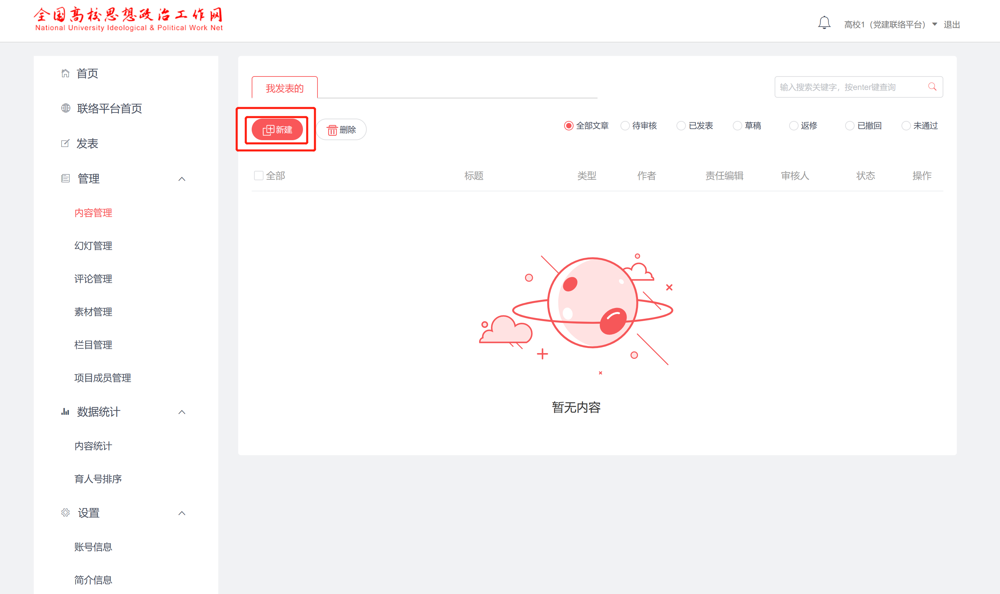 全国高校思想政治工作网
National University Ideological & Political Work Net
高校1（党建联络平台） 退出
首页
联络平台首页
发表
管理
内容管理
幻灯管理
评论管理
素材管理
栏目管理
项目成员管理
数据统计
内容统计
育人号排序
设置
账号信息
简介信息
我发表的
输入搜索关键字，按enter键查询
新建 删除
全部文章 待审核 已发表 草稿 返修 已撤回 未通过
全部 标题 类型 作者 责任编辑 审核人 状态 操作
暂无内容